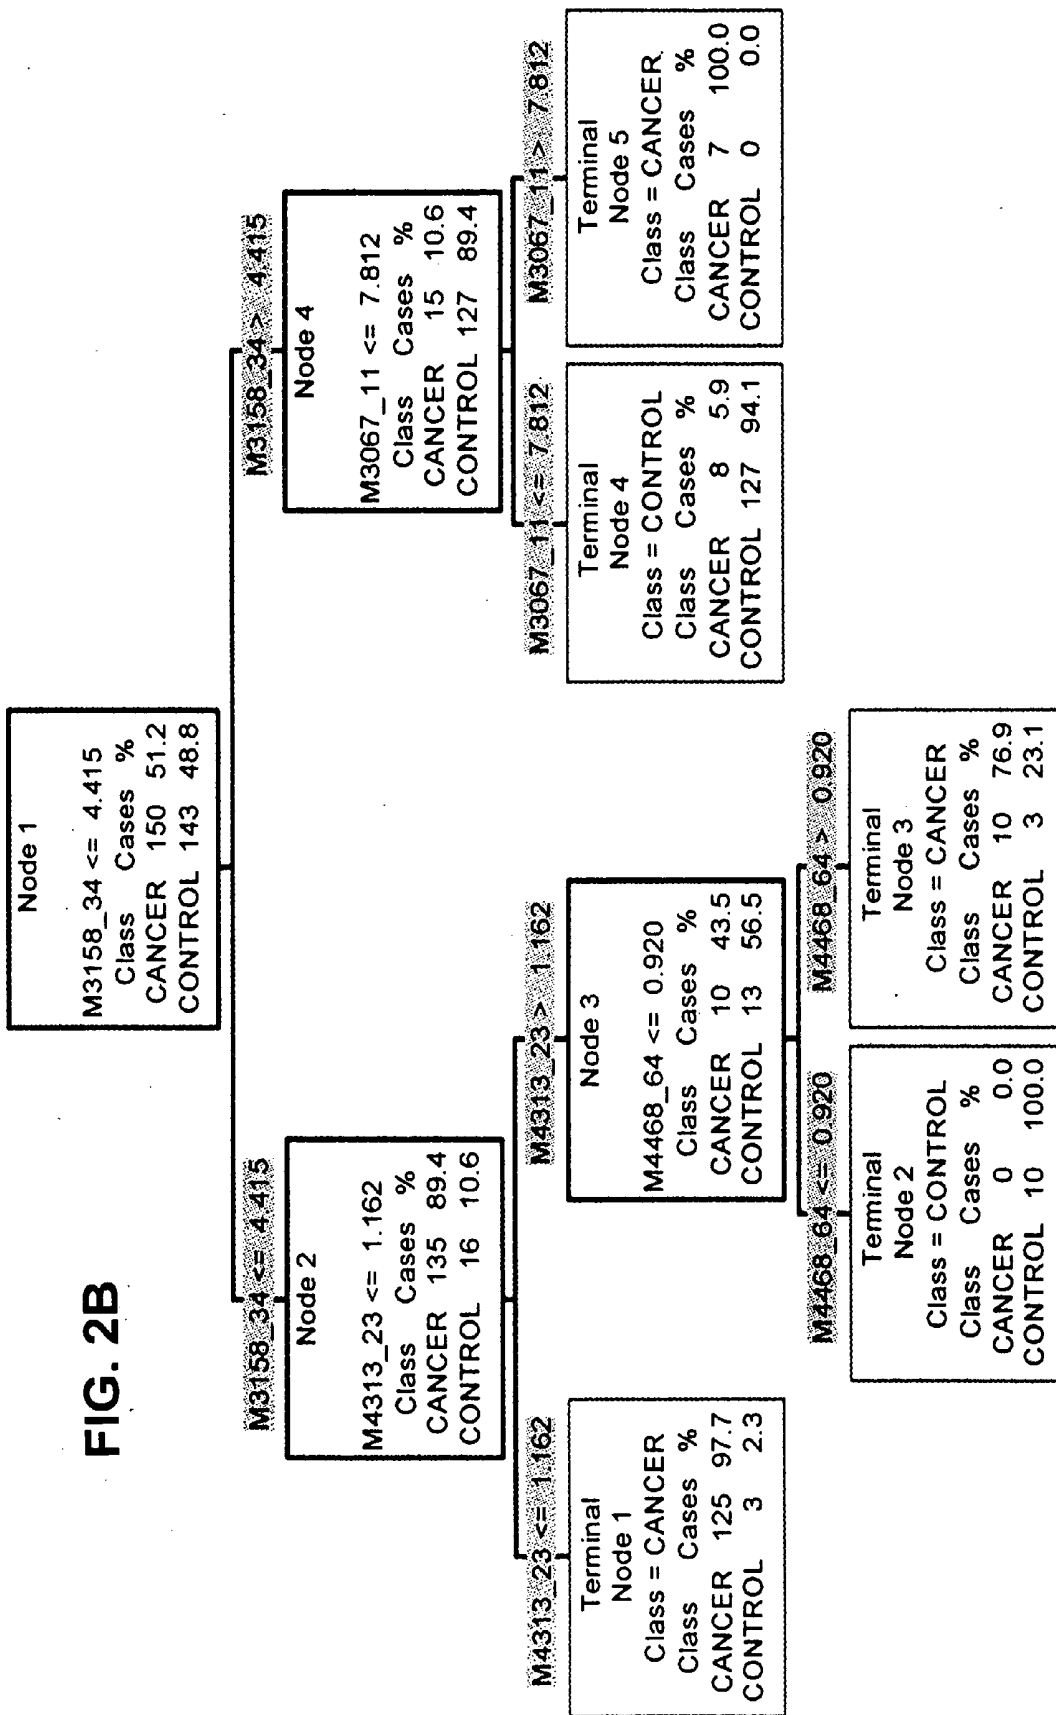 FIG. 2B
Node 1
M3158_34 <= 4.415
Class Cases %
CANCER 150 51.2
CONTROL 143 48.8
M3158_34 <= 4.415
M3158_34 > 4.415
Node 2
M4313_23 <= 1.162
Class Cases %
CANCER 135 89.4
CONTROL 16 10.6
Node 4
M3067_11 <= 7.812
Class Cases %
CANCER 15 10.6
CONTROL 127 89.4
M4313_23 <= 1.162
M4313_23 > 1.162
M3067_11 <= 7.812
M3067_11 > 7.812
Terminal
Node 1
Class = CANCER
Class Cases %
CANCER 125 97.7
CONTROL 3 2.3
Node 3
M4468_64 <= 0.920
Class Cases %
CANCER 10 43.5
CONTROL 13 56.5
Terminal
Node 4
Class = CONTROL
Class Cases %
CANCER 8 5.9
CONTROL 127 94.1
Terminal
Node 5
Class = CANCER
Class Cases %
CANCER 7 100.0
CONTROL 0 0.0
M4468_64 <= 0.920
M4468_64 > 0.920
Terminal
Node 2
Class = CONTROL
Class Cases %
CANCER 0 0.0
CONTROL 10 100.0
Terminal
Node 3
Class = CANCER
Class Cases %
CANCER 10 76.9
CONTROL 3 23.1